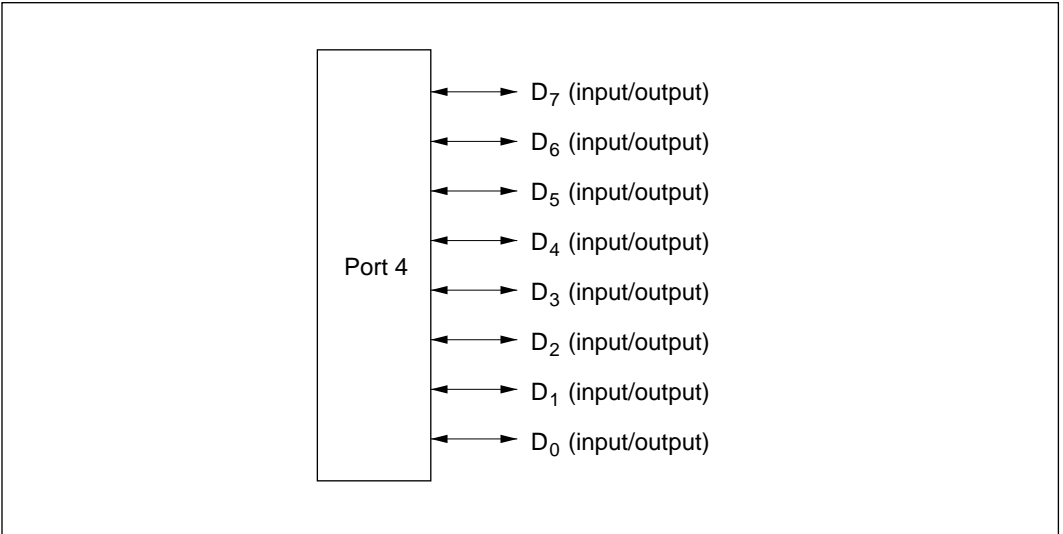 D7 (input/output)
D6 (input/output)
D5 (input/output)
D4 (input/output)
Port 4
D3 (input/output)
D2 (input/output)
D1 (input/output)
D0 (input/output)